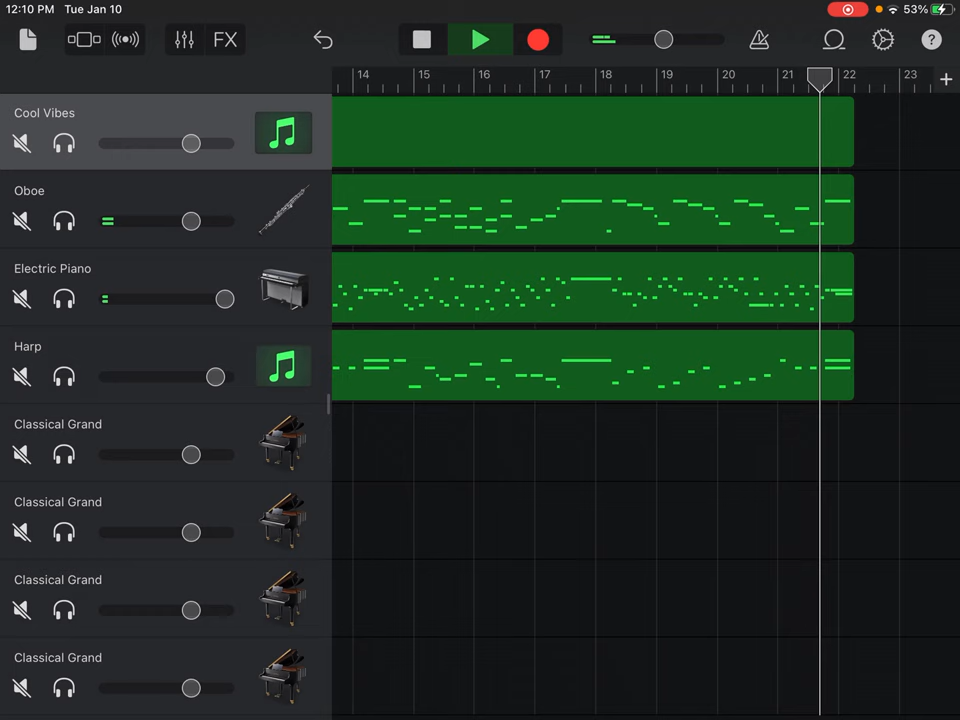 12:10 PM Tue Jan 10
53%
FX
?
14 15 16 17 18 19 20 21 22 23 +
Cool Vibes
Oboe
Electric Piano
Harp
Classical Grand
Classical Grand
Classical Grand
Classical Grand